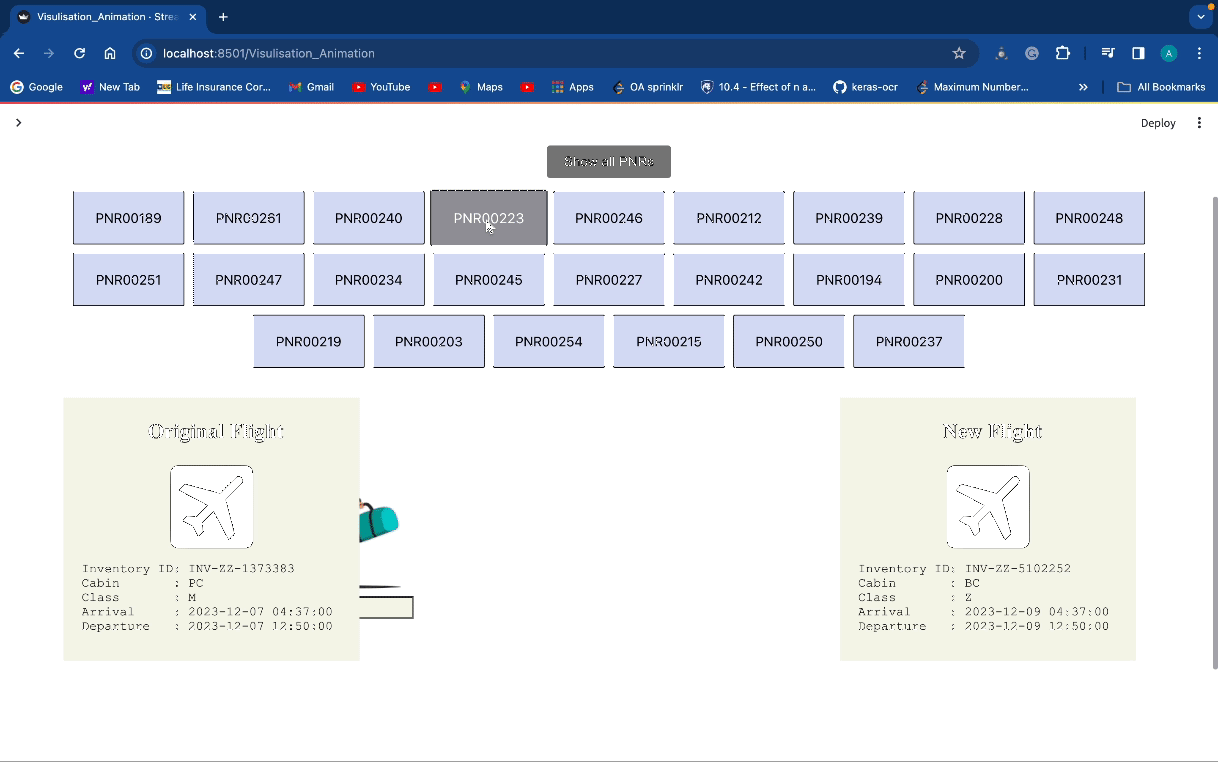 Visulisation_Animation - Strea
localhost:8501/Visulisation_Animation
A
Google
New Tab
Life Insurance Cor...
Gmail
YouTube
Maps
Apps
OA sprinklr
10.4 - Effect of n a...
keras-ocr
Maximum Number...
All Bookmarks
Deploy
Show all PNRs
PNR00189 PNR00261 PNR00240 PNR00223 PNR00246 PNR00212 PNR00239 PNR00228 PNR00248
PNR00251 PNR00247 PNR00234 PNR00245 PNR00227 PNR00242 PNR00194 PNR00200 PNR00231
PNR00219 PNR00203 PNR00254 PNR00215 PNR00250 PNR00237
Original Flight
Inventory ID: INV-ZZ-1373383
Cabin : PC
Class : M
Arrival : 2023-12-07 04:37:00
Departure : 2023-12-07 12:50:00
New Flight
Inventory ID: INV-ZZ-5102252
Cabin : BC
Class : Z
Arrival : 2023-12-09 04:37:00
Departure : 2023-12-09 12:50:00